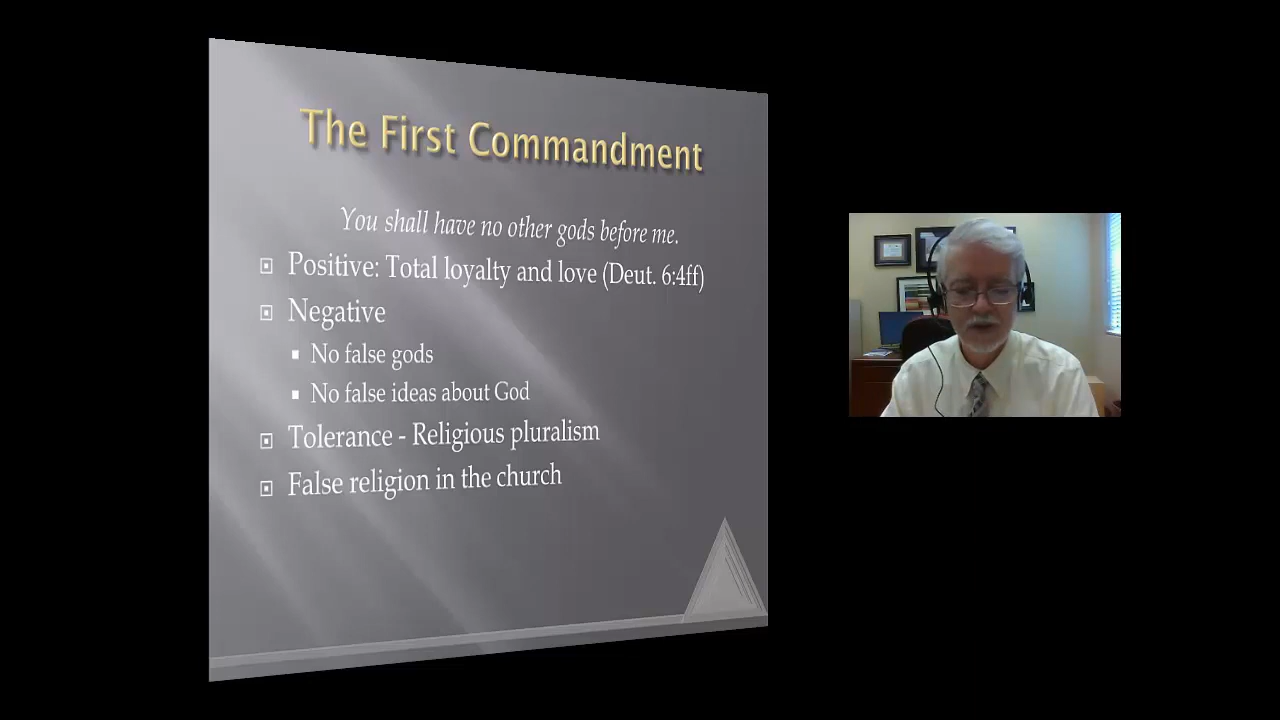 The First Commandment
You shall have no other gods before me.
Positive: Total loyalty and love (Deut. 6:4ff)
Negative
No false gods
No false ideas about God
Tolerance - Religious pluralism
False religion in the church